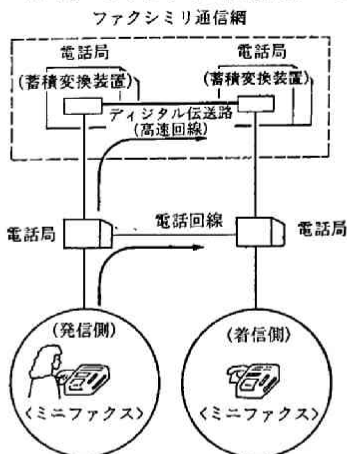 ファクシミリ通信網
電話局
電話局
(蓄積変換装置)
(蓄積変換装置)
ディジタル伝送路
(高速回線)
電話局
電話回線
電話局
(発信側)
(着信側)
<ミニファクス>
<ミニファクス>